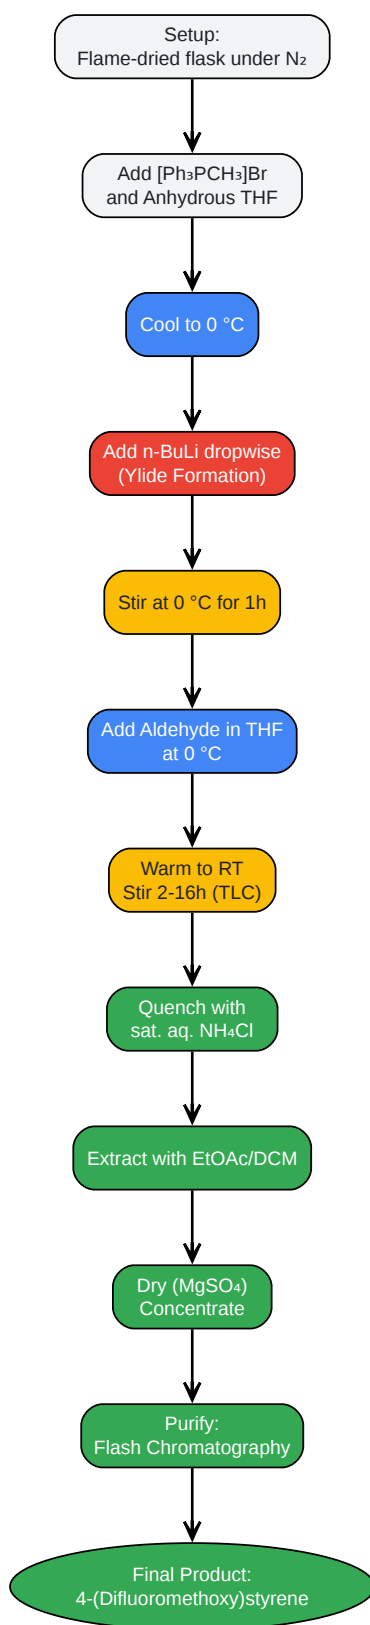 Setup:
Flame-dried flask under N₂
Add [Ph₃PCH₃]Br
and Anhydrous THF
Cool to 0 °C
Add n-BuLi dropwise
(Ylide Formation)
Stir at 0 °C for 1h
Add Aldehyde in THF
at 0 °C
Warm to RT
Stir 2-16h (TLC)
Quench with
sat. aq. NH₄Cl
Extract with EtOAc/DCM
Dry (MgSO₄)
Concentrate
Purify:
Flash Chromatography
Final Product:
4-(Difluoromethoxy)styrene